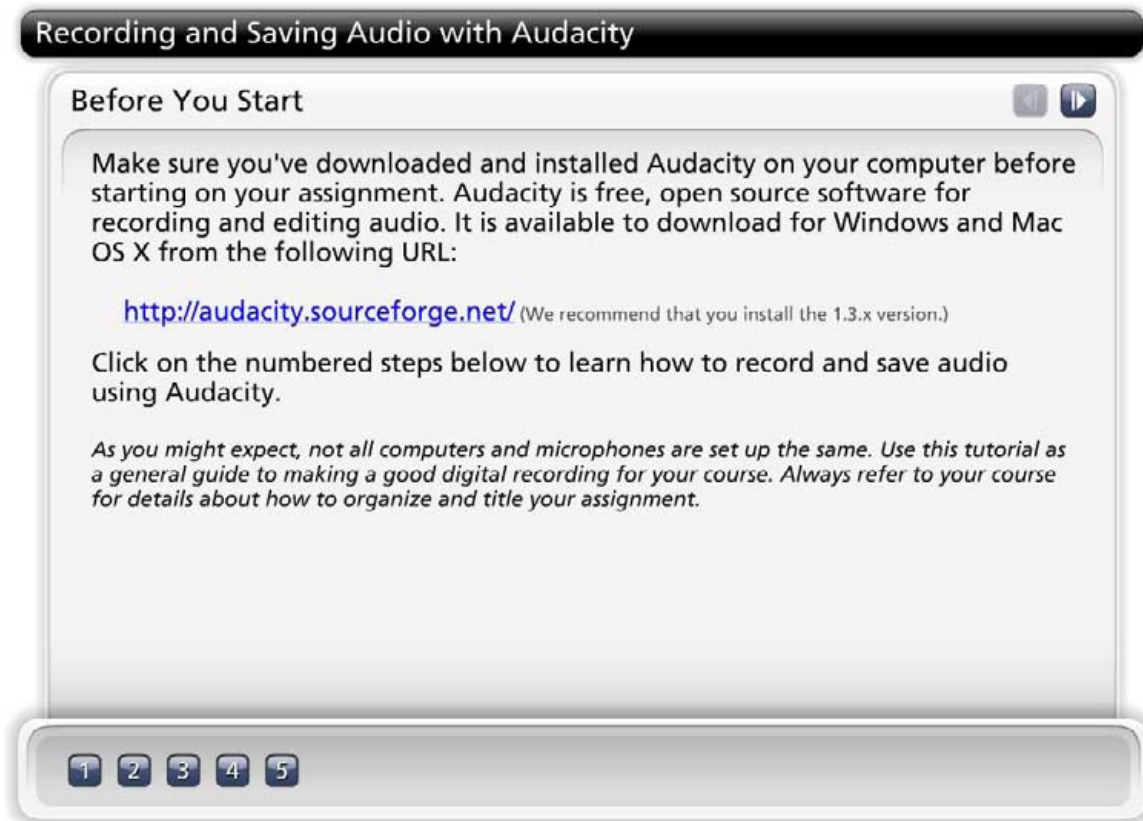 Recording and Saving Audio with Audacity
Before You Start
Make sure you've downloaded and installed Audacity on your computer before
starting on your assignment. Audacity is free, open source software for
recording and editing audio. It is available to download for Windows and Mac
OS X from the following URL:
http://audacity.sourceforge.net/ (We recommend that you install the 1.3.x version.)
Click on the numbered steps below to learn how to record and save audio
using Audacity.
As you might expect, not all computers and microphones are set up the same. Use this tutorial as
a general guide to making a good digital recording for your course. Always refer to your course
for details about how to organize and title your assignment.
1 2 3 4 5